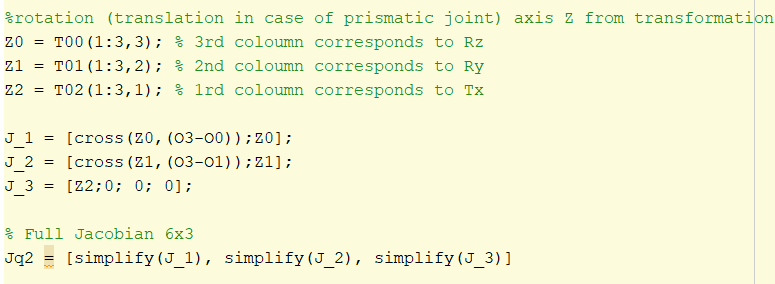 %rotation (translation in case of prismatic joint) axis Z from transformation
Z0 = T00(1:3,3); % 3rd coloumn corresponds to Rz
Z1 = T01(1:3,2); % 2nd coloumn corresponds to Ry
Z2 = T02(1:3,1); % 1rd coloumn corresponds to Tx
J_1 = [cross(Z0,(O3-O0));Z0];
J_2 = [cross(Z1,(O3-O1));Z1];
J_3 = [Z2;0; 0; 0];
% Full Jacobian 6x3
Jq2 = [simplify(J_1), simplify(J_2), simplify(J_3)]